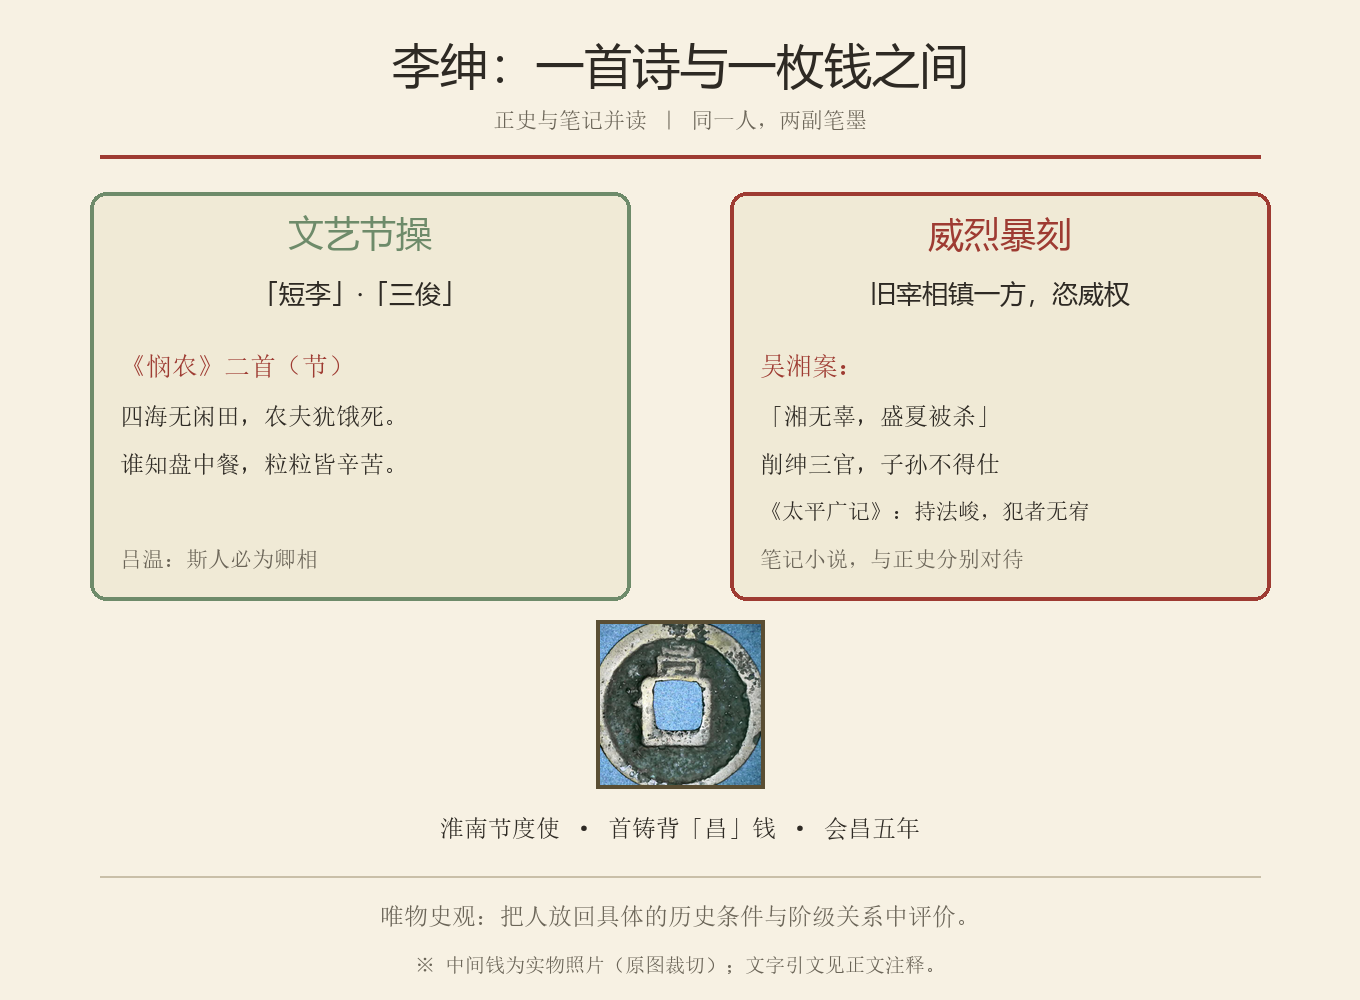 李绅：一首诗与一枚钱之间
正史与笔记并读 ｜ 同一人，两副笔墨
文艺节操
「短李」·「三俊」
《悯农》二首（节）
四海无闲田，农夫犹饿死。
谁知盘中餐，粒粒皆辛苦。
吕温：斯人必为卿相
威烈暴刻
旧宰相镇一方，恣威权
吴湘案：
「湘无辜，盛夏被杀」
削绅三官，子孙不得仕
《太平广记》：持法峻，犯者无宥
笔记小说，与正史分别对待
昌
淮南节度使 • 首铸背「昌」钱 • 会昌五年
唯物史观：把人放回具体的历史条件与阶级关系中评价。
※ 中间钱为实物照片（原图裁切）；文字引文见正文注释。